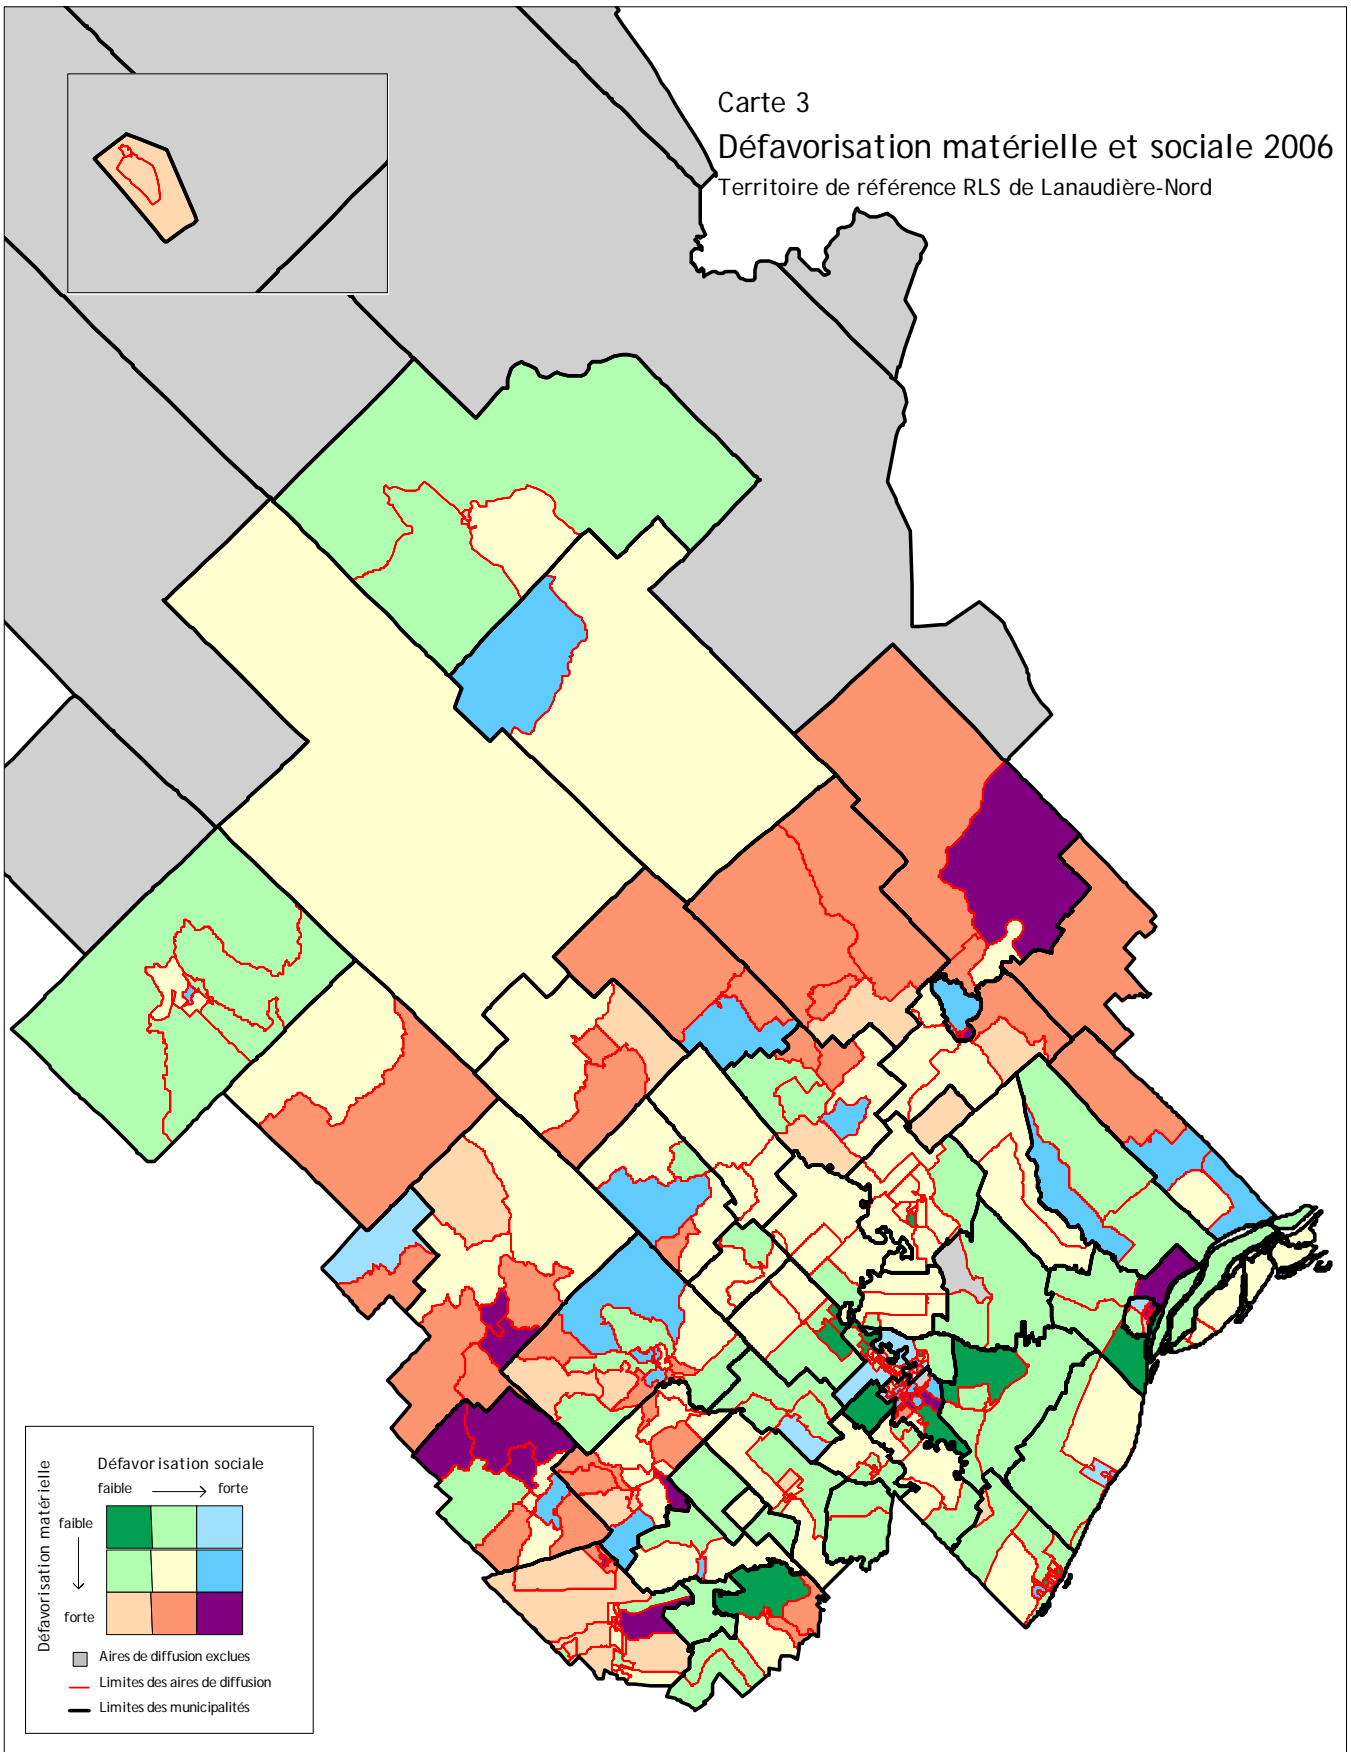 Carte 3
Défavorisation matérielle et sociale 2006
Territoire de référence RLS de Lanaudière-Nord
Défavorisation sociale
faible forte
Défavorisation matérielle
faible
forte
Aires de diffusion exclues
Limites des aires de diffusion
Limites des municipalités